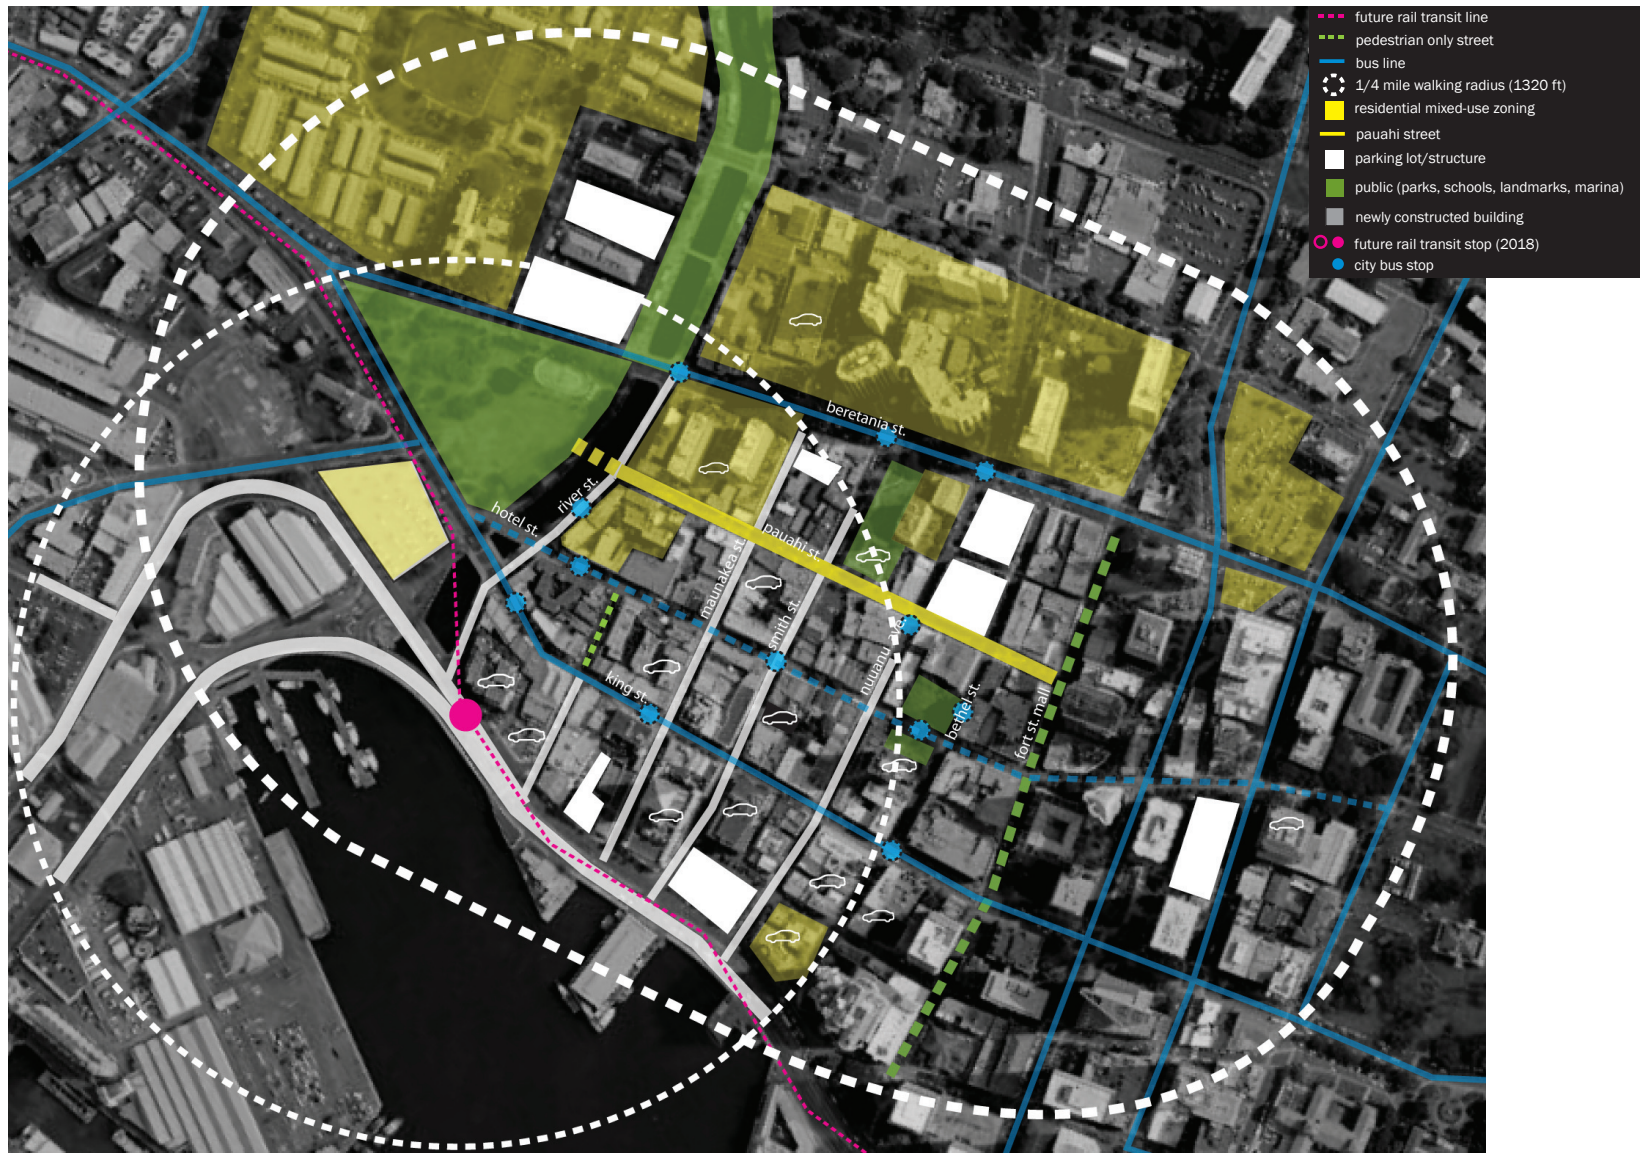 future rail transit line
pedestrian only street
bus line
1/4 mile walking radius (1320 ft)
residential mixed-use zoning
pauahi street
parking lot/structure
public (parks, schools, landmarks, marina)
newly constructed building
future rail transit stop (2018)
city bus stop
beretania st.
river st.
hotel st.
pauahi st.
maunakea st.
smith st.
nuuanu ave.
king st.
bethel st.
fort st. mall